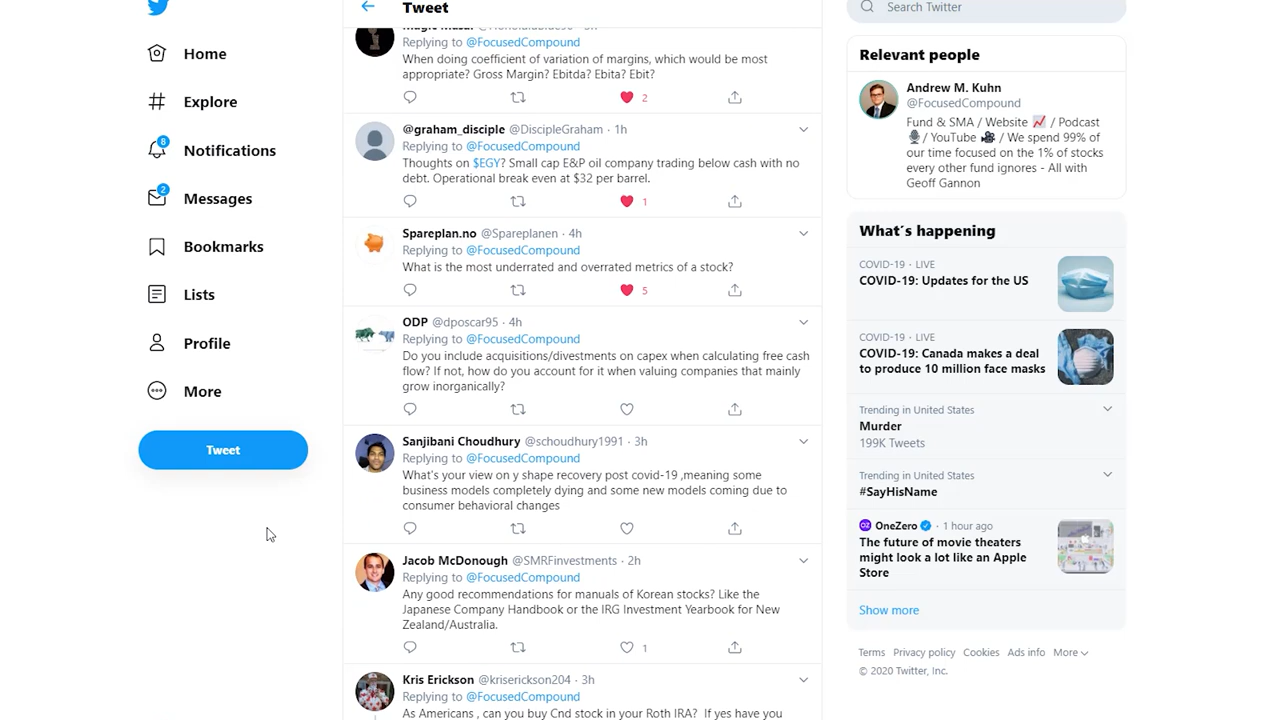 Home
Explore
8
Notifications
2
Messages
Bookmarks
Lists
Profile
More
Tweet
Tweet
Replying to @FocusedCompound
When doing coefficient of variation of margins, which would be most
appropriate? Gross Margin? Ebitda? Ebita? Ebit?
2
@graham_disciple @DiscipleGraham · 1h
Replying to @FocusedCompound
Thoughts on $EGY? Small cap E&P oil company trading below cash with no
debt. Operational break even at $32 per barrel.
1
Spareplan.no @Spareplanen · 4h
Replying to @FocusedCompound
What is the most underrated and overrated metrics of a stock?
5
ODP @dposcar95 · 4h
Replying to @FocusedCompound
Do you include acquisitions/divestments on capex when calculating free cash
flow? If not, how do you account for it when valuing companies that mainly
grow inorganically?
Sanjibani Choudhury @schoudhury1991 · 3h
Replying to @FocusedCompound
What's your view on y shape recovery post covid-19 ,meaning some
business models completely dying and some new models coming due to
consumer behavioral changes
Jacob McDonough @SMRFinvestments · 2h
Replying to @FocusedCompound
Any good recommendations for manuals of Korean stocks? Like the
Japanese Company Handbook or the IRG Investment Yearbook for New
Zealand/Australia.
1
Kris Erickson @kriserickson204 · 3h
Replying to @FocusedCompound
As Americans , can you buy Cnd stock in your Roth IRA? If yes have you
Search Twitter
Relevant people
Andrew M. Kuhn
@FocusedCompound
Fund & SMA / Website 📈 / Podcast
🎙️/ YouTube 🎥 / We spend 99% of
our time focused on the 1% of stocks
every other fund ignores - All with
Geoff Gannon
What's happening
COVID-19 · LIVE
COVID-19: Updates for the US
COVID-19 · LIVE
COVID-19: Canada makes a deal
to produce 10 million face masks
Trending in United States
Murder
199K Tweets
Trending in United States
#SayHisName
OneZero · 1 hour ago
The future of movie theaters
might look a lot like an Apple
Store
Show more
Terms Privacy policy Cookies Ads info More
© 2020 Twitter, Inc.